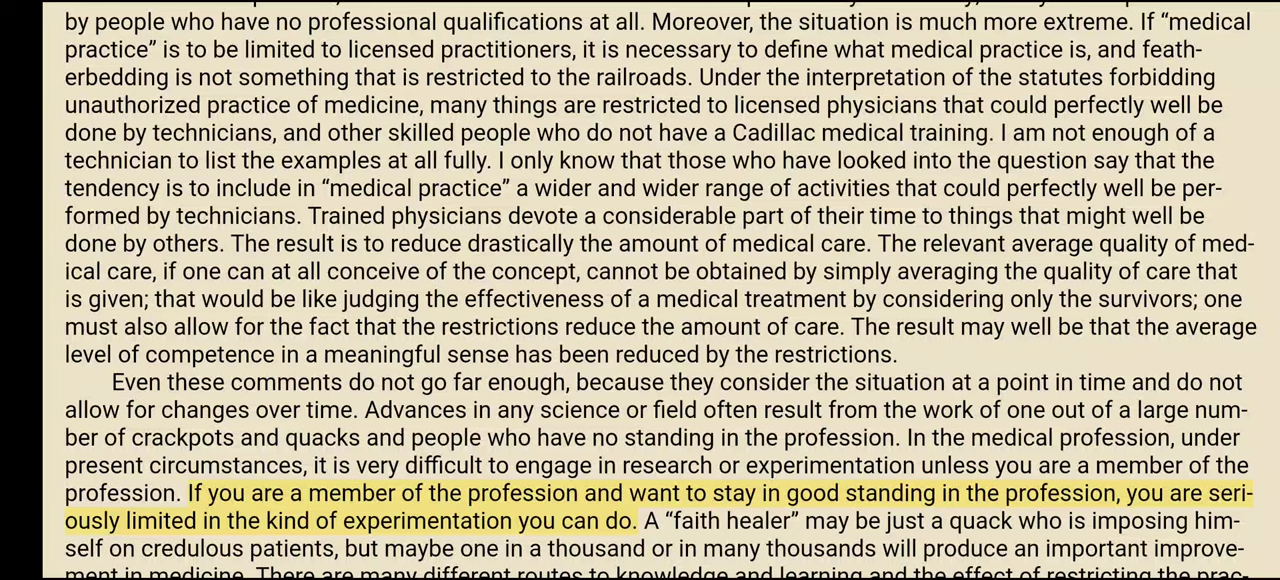 by people who have no professional qualifications at all. Moreover, the situation is much more extreme. If “medical
practice” is to be limited to licensed practitioners, it is necessary to define what medical practice is, and feath-
erbedding is not something that is restricted to the railroads. Under the interpretation of the statutes forbidding
unauthorized practice of medicine, many things are restricted to licensed physicians that could perfectly well be
done by technicians, and other skilled people who do not have a Cadillac medical training. I am not enough of a
technician to list the examples at all fully. I only know that those who have looked into the question say that the
tendency is to include in “medical practice” a wider and wider range of activities that could perfectly well be per-
formed by technicians. Trained physicians devote a considerable part of their time to things that might well be
done by others. The result is to reduce drastically the amount of medical care. The relevant average quality of med-
ical care, if one can at all conceive of the concept, cannot be obtained by simply averaging the quality of care that
is given; that would be like judging the effectiveness of a medical treatment by considering only the survivors; one
must also allow for the fact that the restrictions reduce the amount of care. The result may well be that the average
level of competence in a meaningful sense has been reduced by the restrictions.
Even these comments do not go far enough, because they consider the situation at a point in time and do not
allow for changes over time. Advances in any science or field often result from the work of one out of a large num-
ber of crackpots and quacks and people who have no standing in the profession. In the medical profession, under
present circumstances, it is very difficult to engage in research or experimentation unless you are a member of the
profession. If you are a member of the profession and want to stay in good standing in the profession, you are seri-
ously limited in the kind of experimentation you can do. A “faith healer” may be just a quack who is imposing him-
self on credulous patients, but maybe one in a thousand or in many thousands will produce an important improve-
ment in medicine. There are many different routes to knowledge and learning and the effect of restricting the prac-